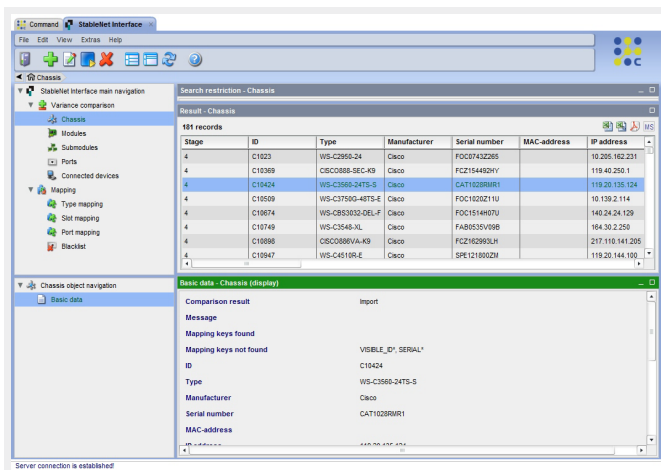 Command StableNet Interface
File Edit View Extras Help
C
Chassis
StableNet Interface main navigation
Variance comparison
Chassis
Modules
Submodules
Ports
Connected devices
Mapping
Type mapping
Slot mapping
Port mapping
Blacklist
Search restriction - Chassis
Result - Chassis
181 records
MS
Stage ID Type Manufacturer Serial number MAC-address IP address
4 C1023 WS-C2950-24 Cisco FOC0743Z265 10.205.162.231
4 C10369 CISCO888-SEC-K9 Cisco FCZ154492HY 119.40.250.1
4 C10424 WS-C3560-24TS-S Cisco CAT1028RMR1 119.20.135.124
4 C10509 WS-C3750G-48TS-E Cisco FOC1020Z11U 10.139.2.114
4 C10674 WS-CBS3032-DEL-F Cisco FOC1514H07U 140.24.24.129
4 C10749 WS-C3548-XL Cisco FAB0535V09B 164.30.2.250
4 C10898 CISCO886VA-K9 Cisco FCZ162993LH 217.110.141.205
4 C10947 WS-C4510R-E Cisco SPE121800ZM 119.20.144.100
Chassis object navigation
Basic data
Basic data - Chassis (display)
Comparison result Import
Message
Mapping keys found
Mapping keys not found VISIBLE_ID*, SERIAL*
ID C10424
Type WS-C3560-24TS-S
Manufacturer Cisco
Serial number CAT1028RMR1
MAC-address
IP address 119.20.135.124
Server connection is established!